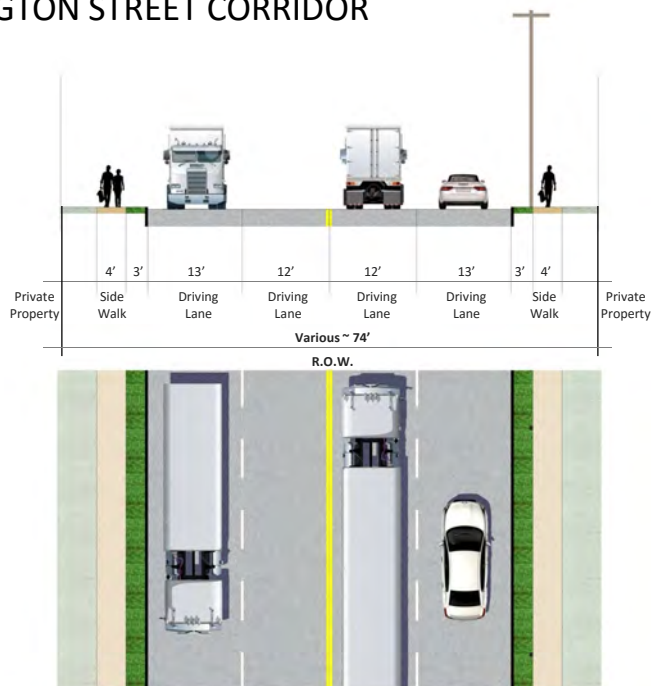 GTON STREET CORRIDOR
4’ 3’ 13’ 12’ 12’ 13’ 3’ 4’
Private Side Driving Driving Driving Driving Side Private
Property Walk Lane Lane Lane Lane Walk Property
Various ~ 74’
R.O.W.